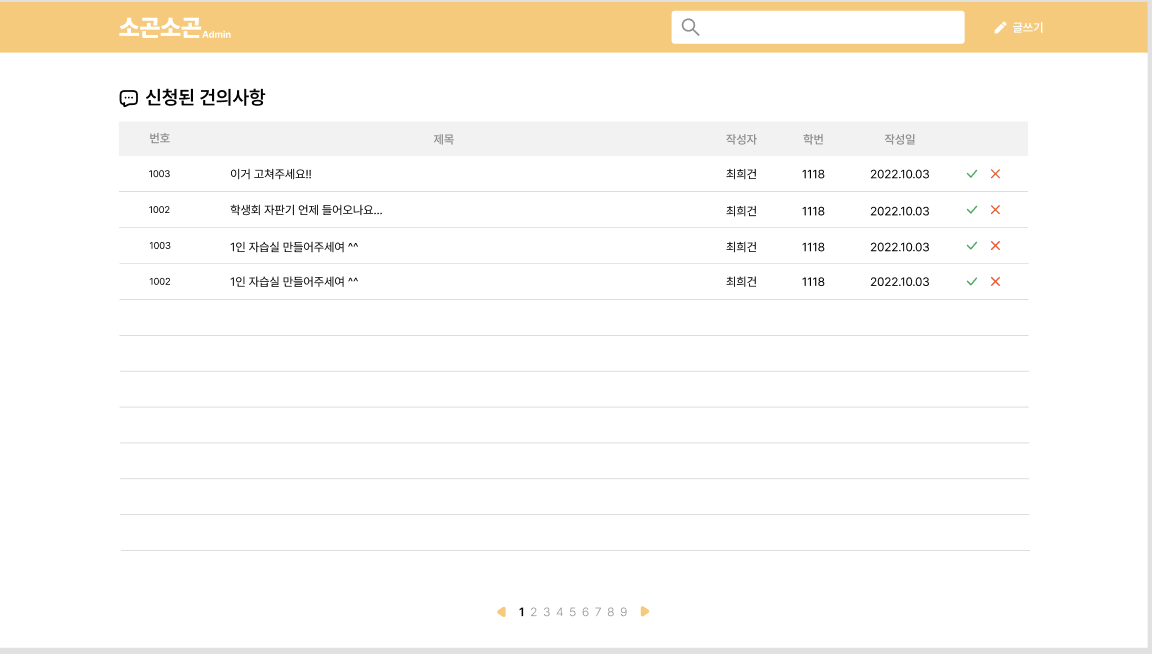 소곤소곤 Admin 글쓰기
신청된 건의사항
번호 제목 작성자 학번 작성일
1003 이거 고쳐주세요!! 최희건 1118 2022.10.03
1002 학생회 자판기 언제 들어오나요... 최희건 1118 2022.10.03
1003 1인 자습실 만들어주세여 ^^ 최희건 1118 2022.10.03
1002 1인 자습실 만들어주세여 ^^ 최희건 1118 2022.10.03
1 2 3 4 5 6 7 8 9